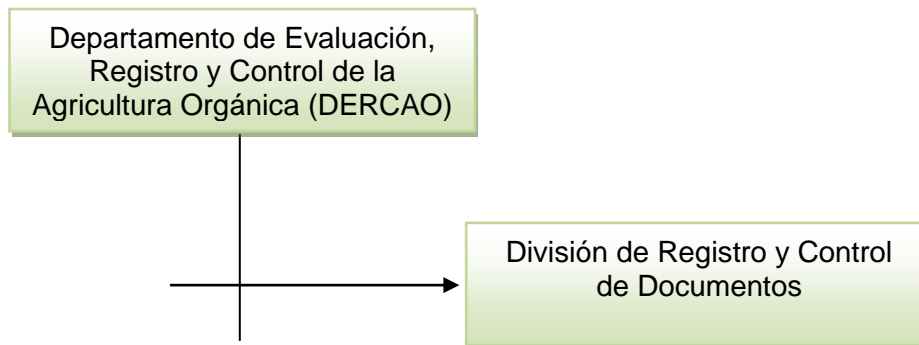 Departamento de Evaluación,
Registro y Control de la
Agricultura Orgánica (DERCAO)
División de Registro y Control
de Documentos